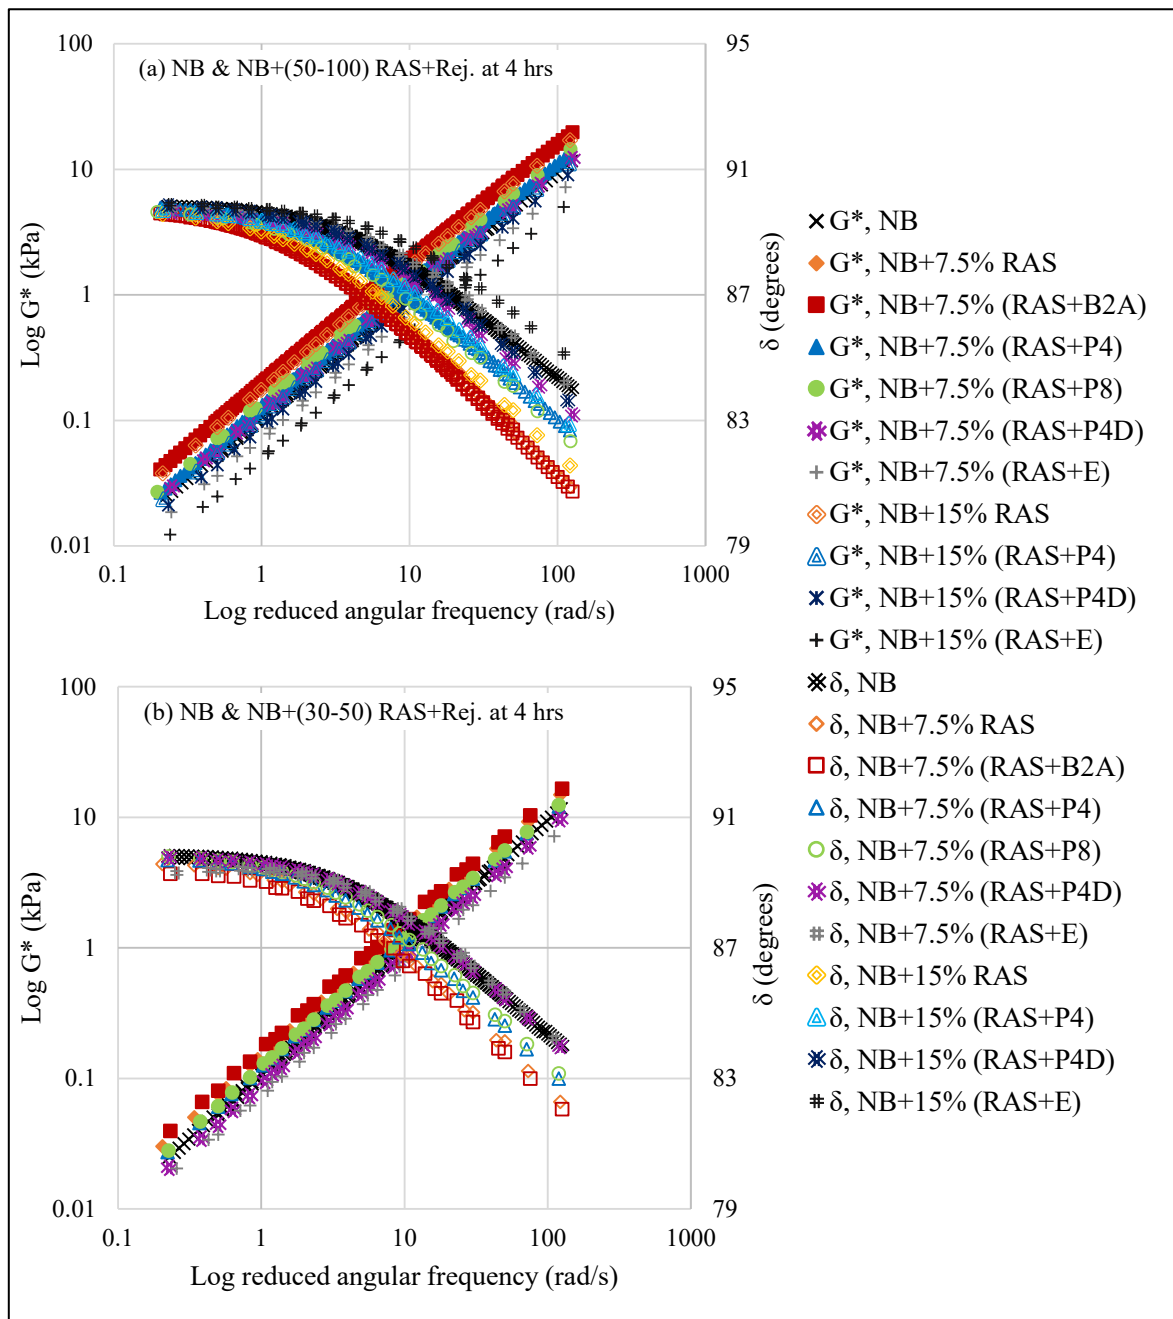 (a) NB & NB+(50-100) RAS+Rej. at 4 hrs
100
10
1
0.1
0.01
Log G* (kPa)
95
91
87
83
79
δ (degrees)
0.1 1 10 100 1000
Log reduced angular frequency (rad/s)
(b) NB & NB+(30-50) RAS+Rej. at 4 hrs
100
10
1
0.1
0.01
Log G* (kPa)
95
91
87
83
79
δ (degrees)
0.1 1 10 100 1000
Log reduced angular frequency (rad/s)
G*, NB
G*, NB+7.5% RAS
G*, NB+7.5% (RAS+B2A)
G*, NB+7.5% (RAS+P4)
G*, NB+7.5% (RAS+P8)
G*, NB+7.5% (RAS+P4D)
G*, NB+7.5% (RAS+E)
G*, NB+15% RAS
G*, NB+15% (RAS+P4)
G*, NB+15% (RAS+P4D)
G*, NB+15% (RAS+E)
δ, NB
δ, NB+7.5% RAS
δ, NB+7.5% (RAS+B2A)
δ, NB+7.5% (RAS+P4)
δ, NB+7.5% (RAS+P8)
δ, NB+7.5% (RAS+P4D)
δ, NB+7.5% (RAS+E)
δ, NB+15% RAS
δ, NB+15% (RAS+P4)
δ, NB+15% (RAS+P4D)
δ, NB+15% (RAS+E)